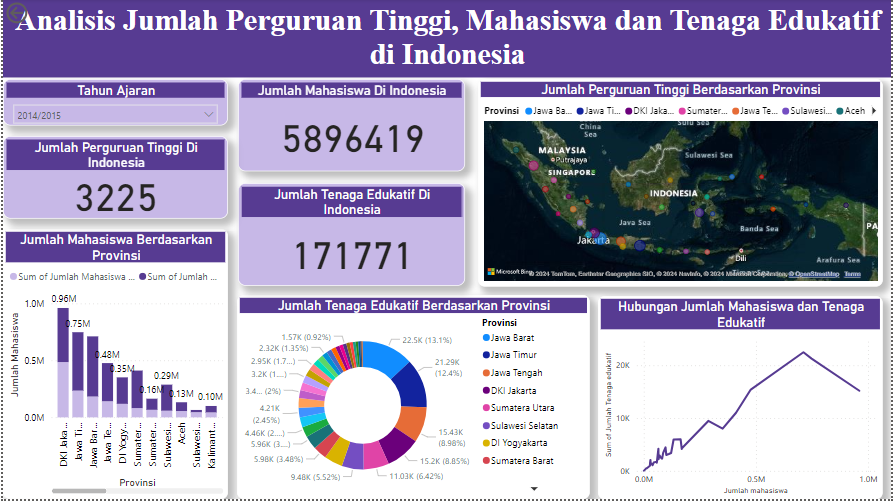 Analisis Jumlah Perguruan Tinggi, Mahasiswa dan Tenaga Edukatif
di Indonesia
Tahun Ajaran
2014/2015
Jumlah Perguruan Tinggi Di
Indonesia
3225
Jumlah Mahasiswa Di Indonesia
5896419
Jumlah Tenaga Edukatif Di
Indonesia
171771
Jumlah Perguruan Tinggi Berdasarkan Provinsi
Provinsi Jawa Ba... Jawa Ti... DKI Jaka... Sumater... Jawa Te... Sulawesi... Aceh
China
Sea
Sulu Sea
MALAYSIA
Putrajaya
SINGAPORE
Sulawesi Sea
INDONESIA
Java Sea
Jakarta
Banda Sea
Dili
Arafura Sea
PA
Timor Sea
Microsoft Bing
© 2024 TomTom, Earthstar Geographics SIO, © 2024 Microsoft Corporation, © OpenStreetMap Terms
Jumlah Mahasiswa Berdasarkan
Provinsi
Sum of Jumlah Mahasiswa ... Sum of Jumlah ...
Jumlah Mahasiswa
1.0M
0.5M
0.0M
0.96M
0.75M
0.48M
0.35M
0.16M
0.29M
0.13M
0.10M
DKI Jaka...
Jawa Ti...
Jawa Bar...
Jawa Ten...
DI Yogy...
Sumater...
Sumater...
Sulawesi...
Aceh
Sulawesi...
Kalimant...
Provinsi
Jumlah Tenaga Edukatif Berdasarkan Provinsi
1.57K (0.92%)
2.32K (1.35%)
2.95K (1.7...)
3.2K (1....)
3.4... (2%)
4.21K
(2.45%)
4.46K (2....)
5.96K (3....)
5.98K (3.48%)
9.48K (5.52%)
11.03K (6.42%)
15.2K (8.85%)
15.43K
(8.98%)
21.29K
(12.4%)
22.5K (13.1%)
Provinsi
Jawa Barat
Jawa Timur
Jawa Tengah
DKI Jakarta
Sumatra Utara
Sulawesi Selatan
DI Yogyakarta
Sumatra Barat
Hubungan Jumlah Mahasiswa dan Tenaga
Edukatif
Sum of Jumlah Tenaga edukatif
20K
10K
0K
0.0M
0.5M
1.0M
Jumlah mahasiswa